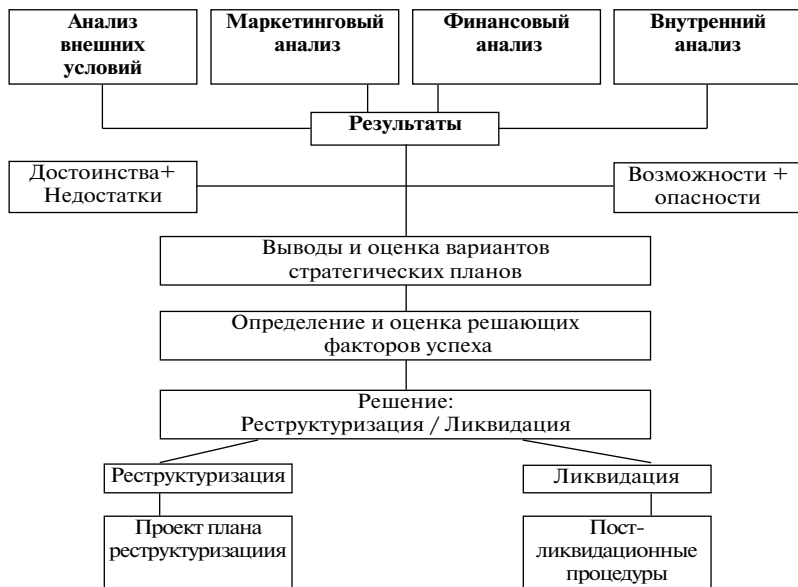 Анализ
внешних
условий
Маркетинговый
анализ
Финансовый
анализ
Внутренний
анализ
Результаты
Достоинства+
Недостатки
Возможности +
опасности
Выводы и оценка вариантов
стратегических планов
Определение и оценка решающих
факторов успеха
Решение:
Реструктуризация / Ликвидация
Реструктуризация
Ликвидация
Проект плана
реструктуризациия
Пост-
ликвидационные
процедуры